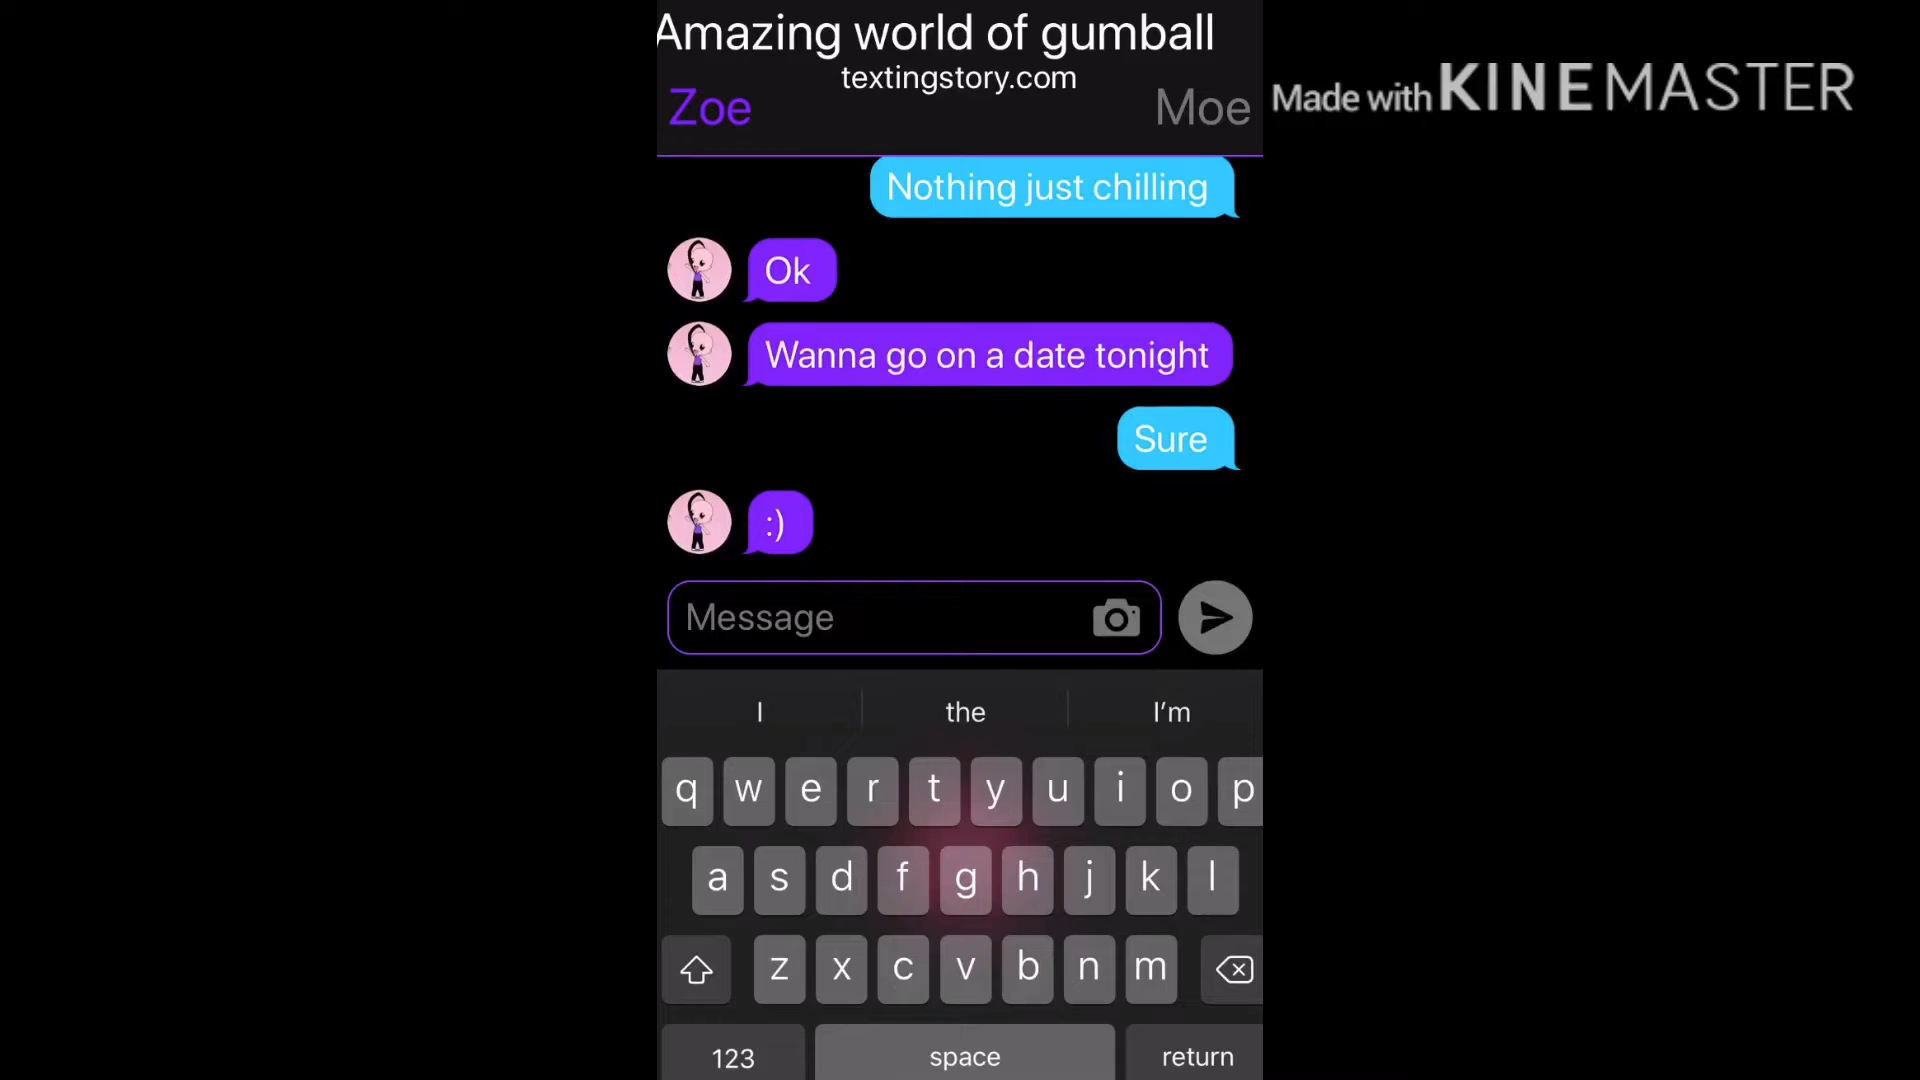 Amazing world of gumball
textingstory.com
Zoe
Moe
Made with KINEMASTER
Nothing just chilling
Ok
Wanna go on a date tonight
Sure
:)
Message
I the I'm
q w e r t y u i o p
a s d f g h j k l
z x c v b n m
123 space return